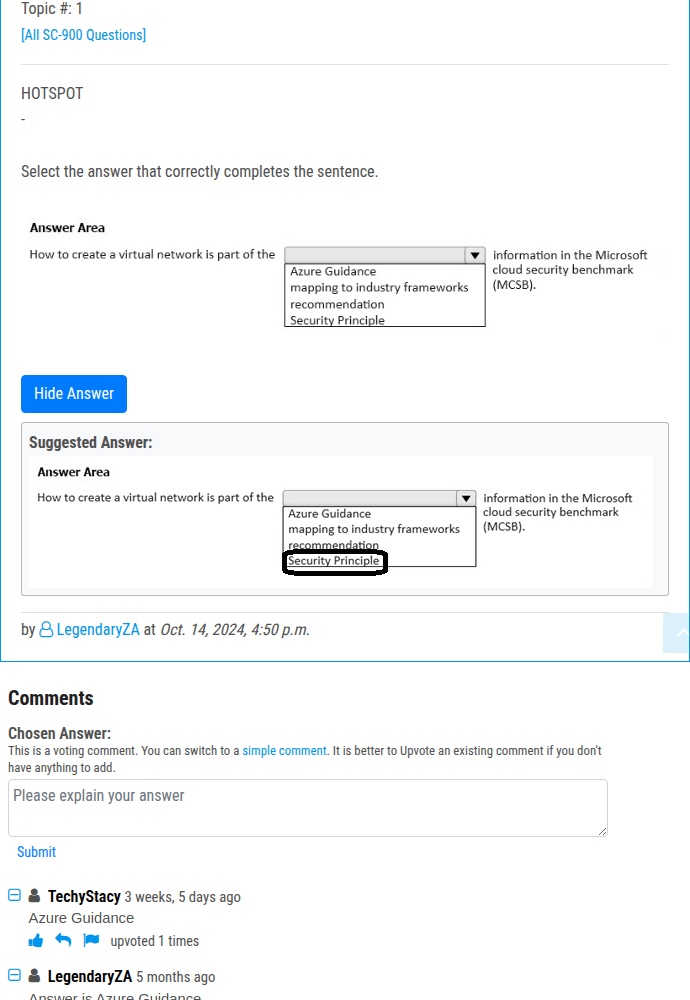 Topic #: 1
[All SC-900 Questions]
HOTSPOT
-
Select the answer that correctly completes the sentence.
Answer Area
How to create a virtual network is part of the
Azure Guidance
mapping to industry frameworks
recommendation
Security Principle
information in the Microsoft
cloud security benchmark
(MCSB).
Hide Answer
Suggested Answer:
Answer Area
How to create a virtual network is part of the
Azure Guidance
mapping to industry frameworks
recommendation
Security Principle
information in the Microsoft
cloud security benchmark
(MCSB).
by LegendaryZA at Oct. 14, 2024, 4:50 p.m.
Comments
Chosen Answer:
This is a voting comment. You can switch to a simple comment. It is better to Upvote an existing comment if you don't
have anything to add.
Please explain your answer
Submit
TechyStacy 3 weeks, 5 days ago
Azure Guidance
upvoted 1 times
LegendaryZA 5 months ago
Answer is Azure Guidance